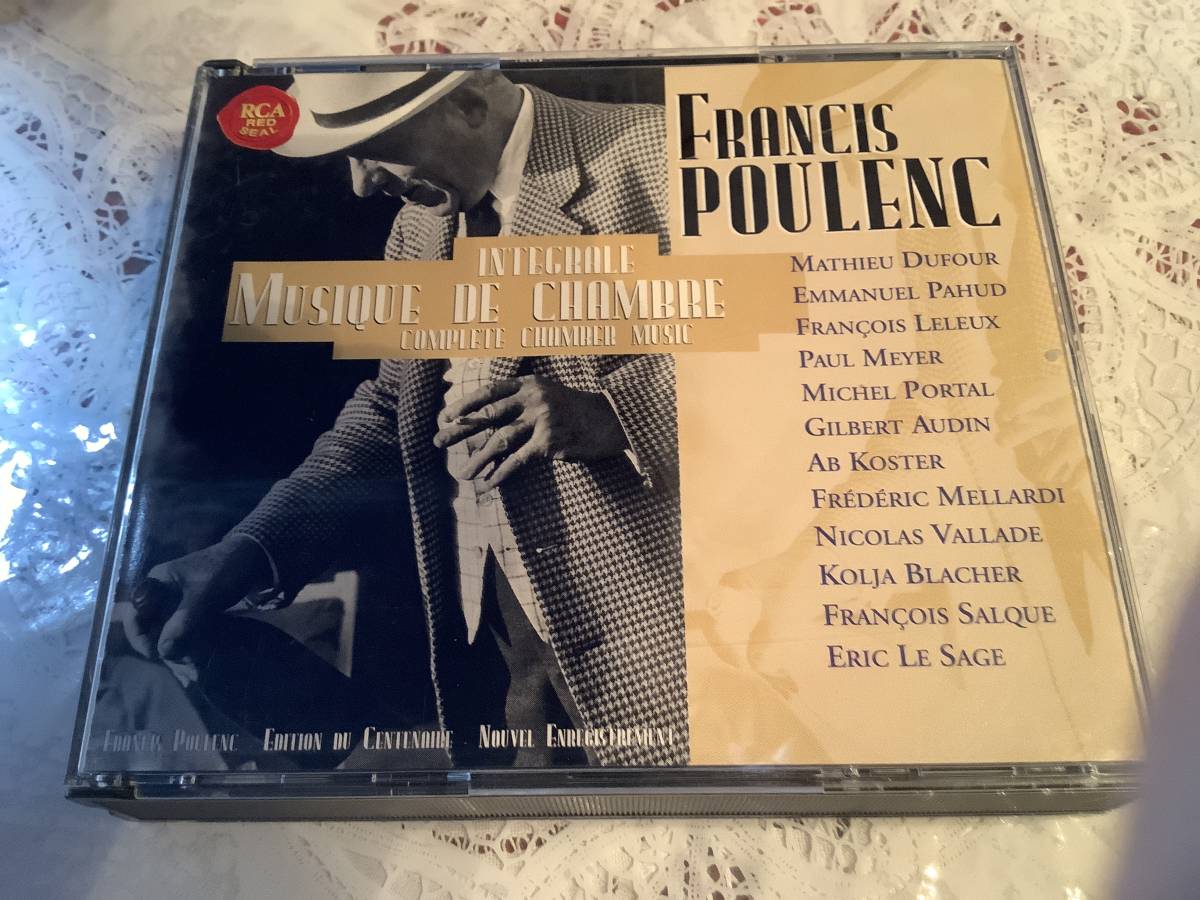 RCA
RED
SEAL
FRANCIS
POULENC
INTEGRALE
MUSIQUE DE CHAMBRE
COMPLETE CHAMBER MUSIC
MATHIEU DUFOUR
EMMANUEL PAHUD
FRANÇOIS LELEUX
PAUL MEYER
MICHEL PORTAL
GILBERT AUDIN
AB KOSTER
FRÉDÉRIC MELLARDI
NICOLAS VALLADE
KOLJA BLACHER
FRANÇOIS SALQUE
ERIC LE SAGE
FRANCIS POULENC EDITION DU CENTENAIRE NOUVEL ENREGISTREMENT